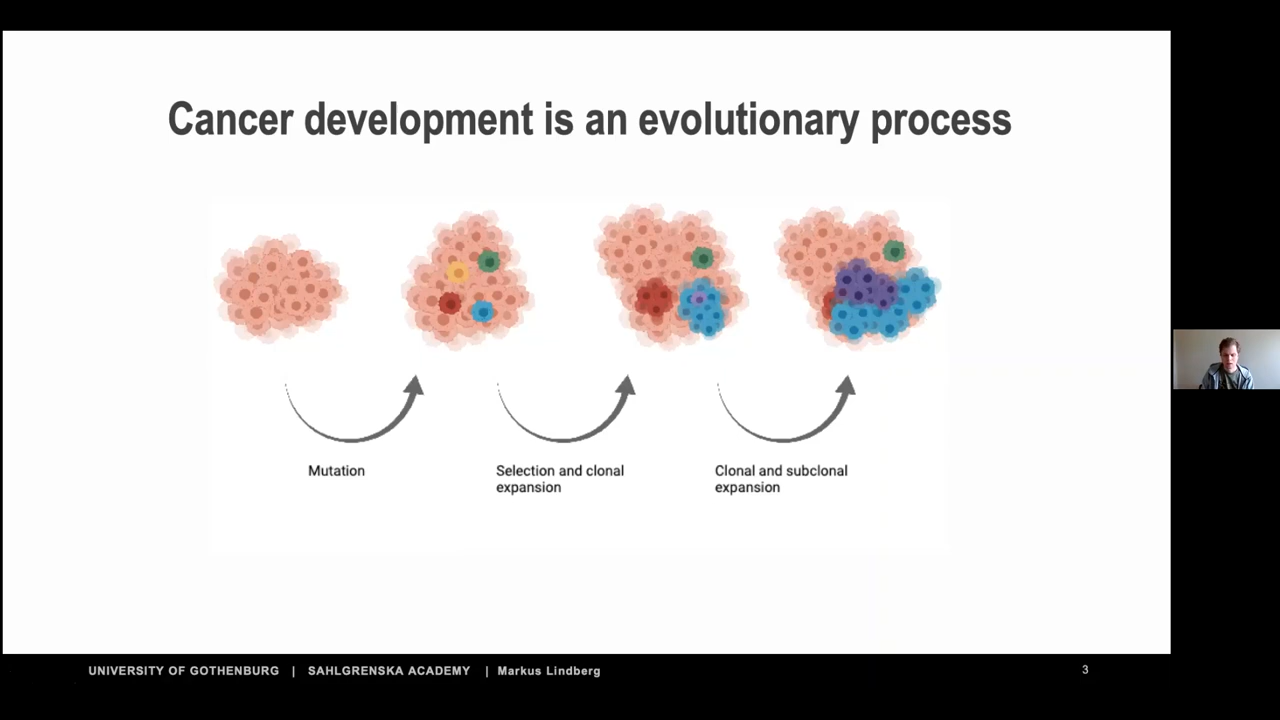 Cancer development is an evolutionary process
Mutation
Selection and clonal
expansion
Clonal and subclonal
expansion
UNIVERSITY OF GOTHENBURG | SAHLGRENSKA ACADEMY | Markus Lindberg
3